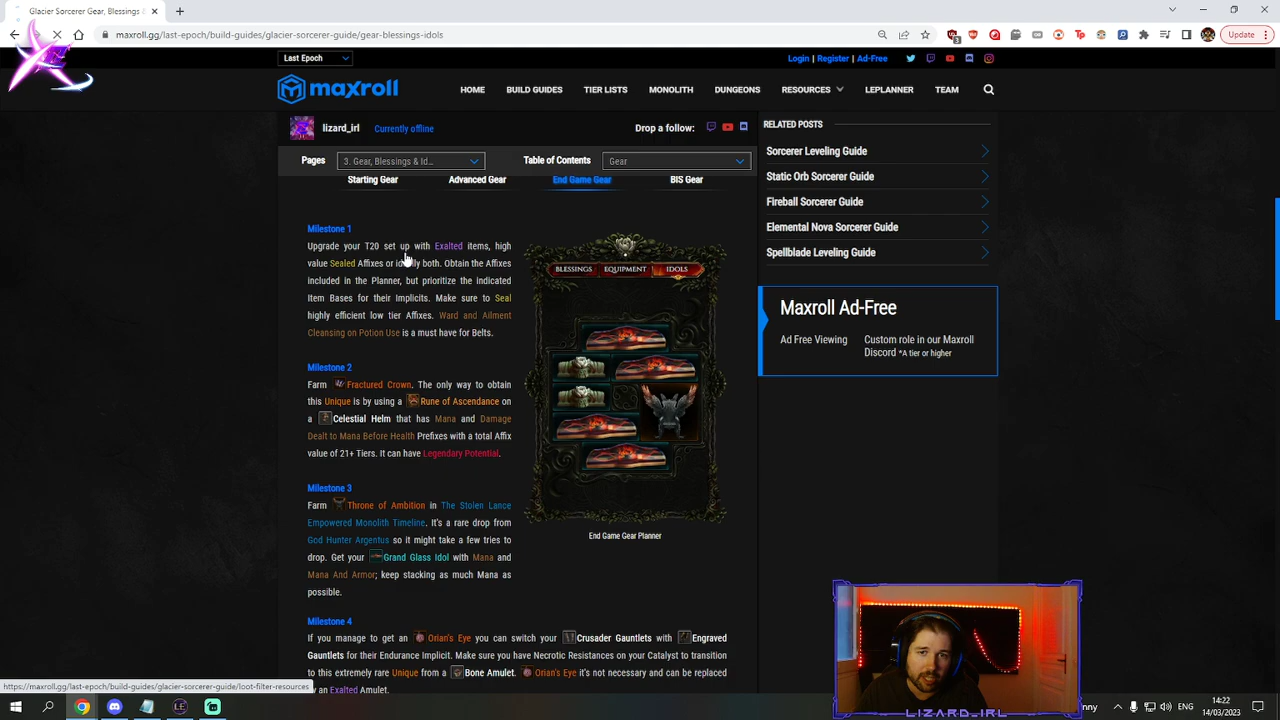 Glacier Sorcerer Gear, Blessings
Update
maxroll.gg/last-epoch/build-guides/glacier-sorcerer-guide/gear-blessings-idols
3
Last Epoch
Login | Register | Ad-Free
maxroll
HOME
BUILD GUIDES
TIER LISTS
MONOLITH
DUNGEONS
RESOURCES
LEPLANNER
TEAM
lizard_irl
Currently offline
Drop a follow:
Pages
3. Gear, Blessings & Id...
Table of Contents
Gear
Starting Gear
Advanced Gear
End Game Gear
BIS Gear
Milestone 1
Upgrade your T20 set up with Exalted items, high
value Sealed Affixes or ideally both. Obtain the Affixes
included in the Planner, but prioritize the indicated
Item Bases for their Implicits. Make sure to Seal
highly efficient low tier Affixes. Ward and Ailment
Cleansing on Potion Use is a must have for Belts.
Milestone 2
Farm Fractured Crown. The only way to obtain
this Unique is by using a Rune of Ascendance on
a Celestial Helm that has Mana and Damage
Dealt to Mana Before Health Prefixes with a total Affix
value of 21+ Tiers. It can have Legendary Potential.
Milestone 3
Farm Throne of Ambition in The Stolen Lance
Empowered Monolith Timeline. It's a rare drop from
God Hunter Argentus so it might take a few tries to
drop. Get your Grand Glass Idol with Mana and
Mana And Armor; keep stacking as much Mana as
possible.
BLESSINGS
EQUIPMENT
IDOLS
End Game Gear Planner
Milestone 4
If you manage to get an Orian's Eye you can switch your Crusader Gauntlets with Engraved
Gauntlets for their Endurance Implicit. Make sure you have Necrotic Resistances on your Catalyst to transition
to this extremely rare Unique from a Bone Amulet. Orian's Eye it's not necessary and can be replaced
by an Exalted Amulet.
RELATED POSTS
Sorcerer Leveling Guide
Static Orb Sorcerer Guide
Fireball Sorcerer Guide
Elemental Nova Sorcerer Guide
Spellblade Leveling Guide
Maxroll Ad-Free
Ad Free Viewing
Custom role in our Maxroll
Discord *A tier or higher
https://maxroll.gg/last-epoch/build-guides/glacier-sorcerer-guide/loot-filter-resources
LIZARD_IRL
ENG
14:22
14/03/2023